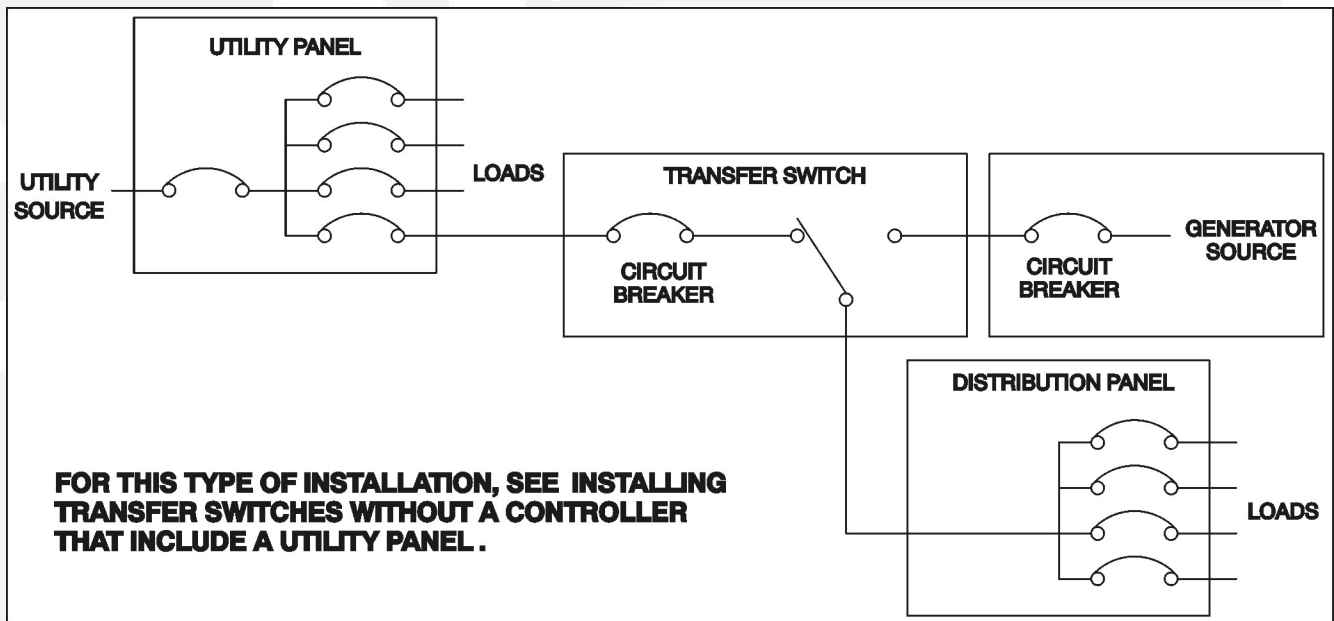 UTILITY PANEL
UTILITY
SOURCE
LOADS
TRANSFER SWITCH
CIRCUIT
BREAKER
CIRCUIT
BREAKER
GENERATOR
SOURCE
DISTRIBUTION PANEL
LOADS
FOR THIS TYPE OF INSTALLATION, SEE INSTALLING
TRANSFER SWITCHES WITHOUT A CONTROLLER
THAT INCLUDE A UTILITY PANEL .